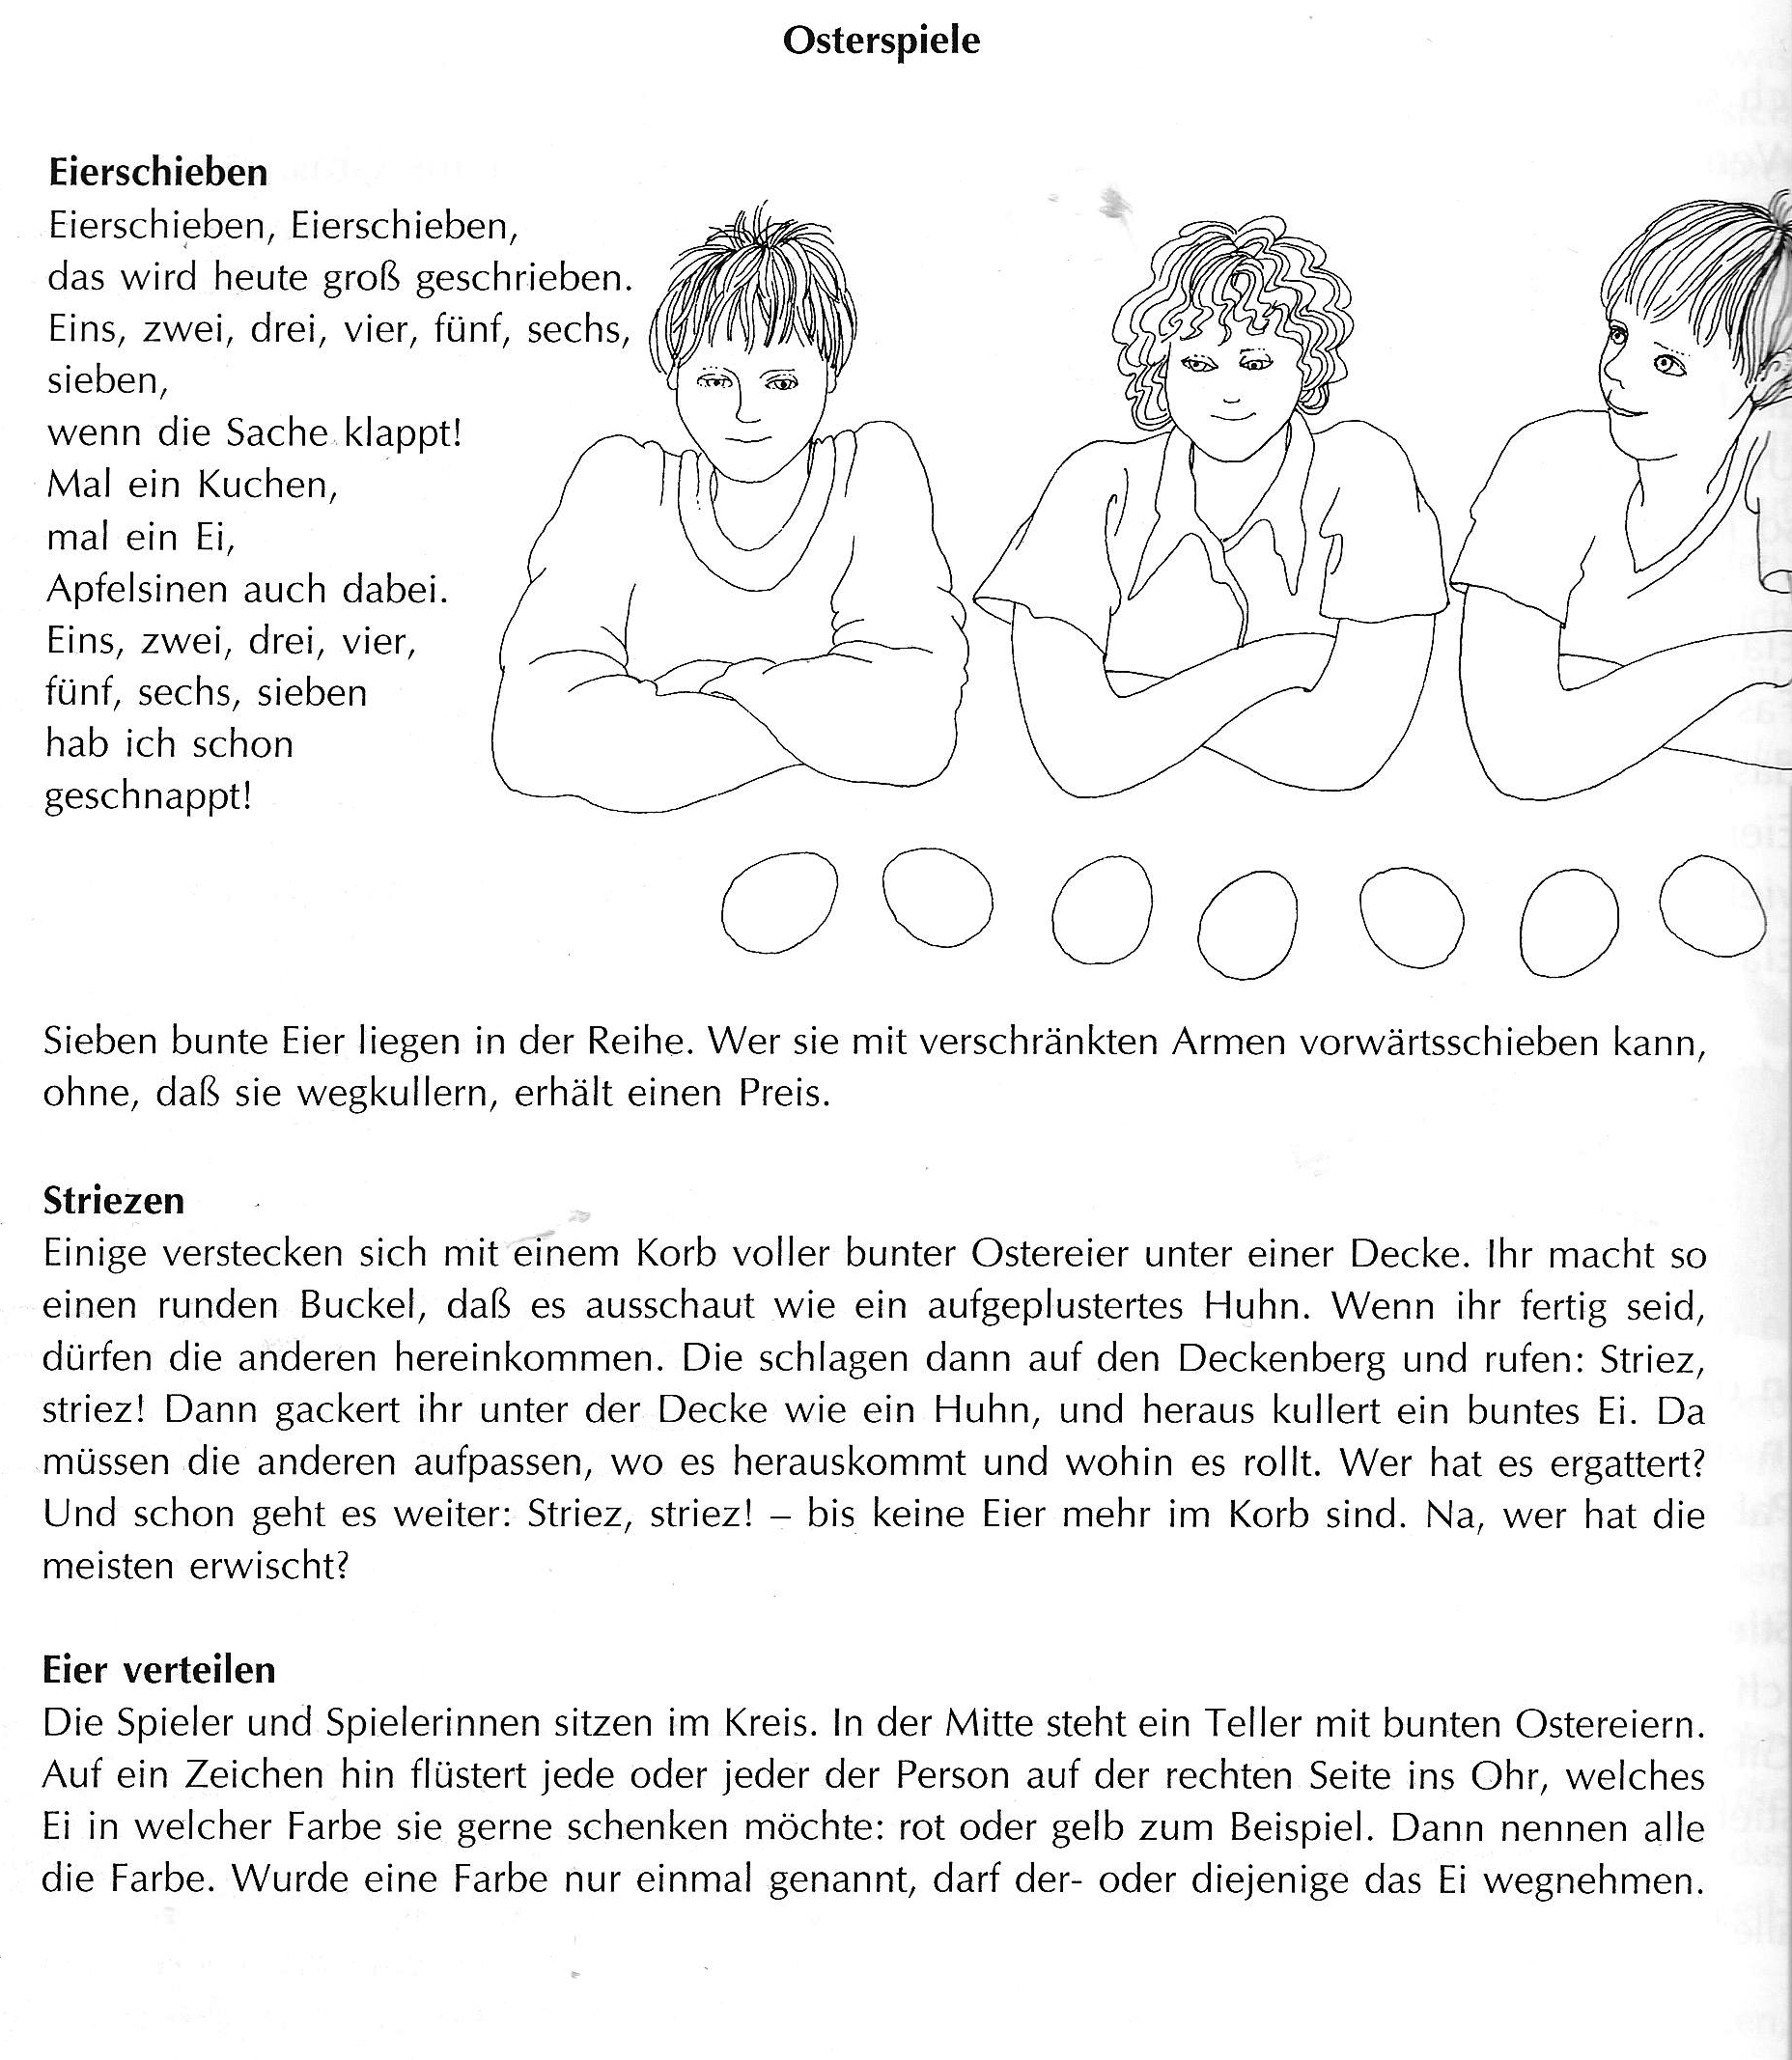 Osterspiele
Eierschieben
Eierschieben, Eierschieben,
das wird heute groß geschrieben.
Eins, zwei, drei, vier, fünf, sechs,
sieben,
wenn die Sache klappt!
Mal ein Kuchen,
mal ein Ei,
Apfelsinen auch dabei.
Eins, zwei, drei, vier,
fünf, sechs, sieben
hab ich schon
geschnappt!
Sieben bunte Eier liegen in der Reihe. Wer sie mit verschränkten Armen vorwärtsschieben kann,
ohne, daß sie wegkullern, erhält einen Preis.
Striezen
Einige verstecken sich mit einem Korb voller bunter Ostereier unter einer Decke. Ihr macht so
einen runden Buckel, daß es ausschaut wie ein aufgeplustertes Huhn. Wenn ihr fertig seid,
dürfen die anderen hereinkommen. Die schlagen dann auf den Deckenberg und rufen: Striez,
striez! Dann gackert ihr unter der Decke wie ein Huhn, und heraus kullert ein buntes Ei. Da
müssen die anderen aufpassen, wo es herauskommt und wohin es rollt. Wer hat es ergattert?
Und schon geht es weiter: Striez, striez! – bis keine Eier mehr im Korb sind. Na, wer hat die
meisten erwischt?
Eier verteilen
Die Spieler und Spielerinnen sitzen im Kreis. In der Mitte steht ein Teller mit bunten Ostereiern.
Auf ein Zeichen hin flüstert jede oder jeder der Person auf der rechten Seite ins Ohr, welches
Ei in welcher Farbe sie gerne schenken möchte: rot oder gelb zum Beispiel. Dann nennen alle
die Farbe. Wurde eine Farbe nur einmal genannt, darf der- oder diejenige das Ei wegnehmen.